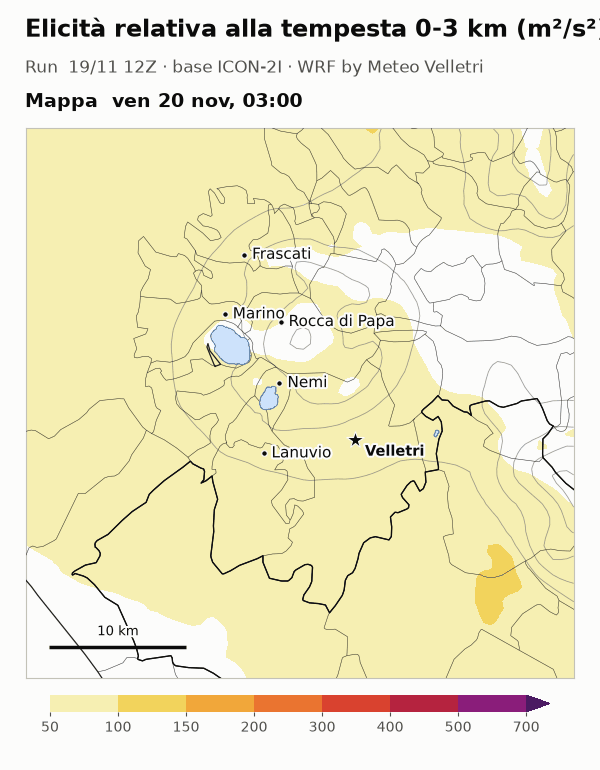 Elicità relativa alla tempesta 0-3 km (m²/s²)
Run 19/11 12Z · base ICON-2I · WRF by Meteo Velletri
Mappa ven 20 nov, 03:00
Frascati
Marino
Rocca di Papa
Nemi
Velletri
Lanuvio
10 km
50 100 150 200 300 400 500 700